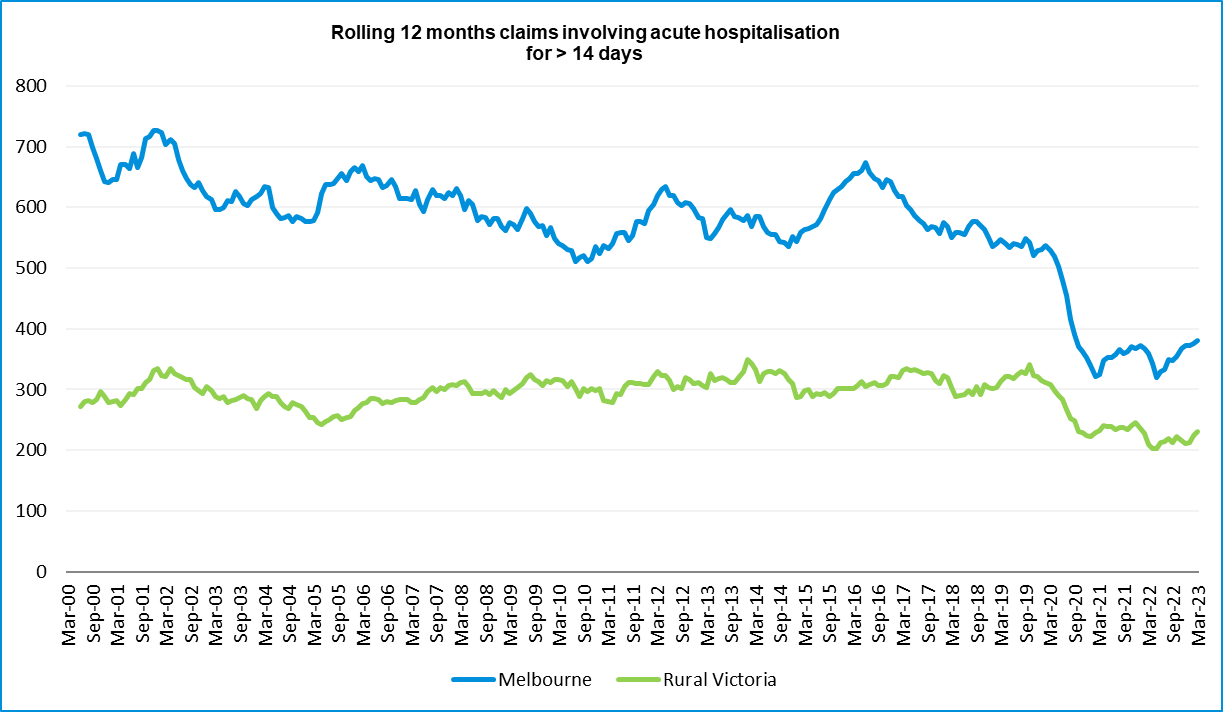 Rolling 12 months claims involving acute hospitalisation
for > 14 days
800
700
600
500
400
300
200
100
0
Mar-00
Sep-00
Mar-01
Sep-01
Mar-02
Sep-02
Mar-03
Sep-03
Mar-04
Sep-04
Mar-05
Sep-05
Mar-06
Sep-06
Mar-07
Sep-07
Mar-08
Sep-08
Mar-09
Sep-09
Mar-10
Sep-10
Mar-11
Sep-11
Mar-12
Sep-12
Mar-13
Sep-13
Mar-14
Sep-14
Mar-15
Sep-15
Mar-16
Sep-16
Mar-17
Sep-17
Mar-18
Sep-18
Mar-19
Sep-19
Mar-20
Sep-20
Mar-21
Sep-21
Mar-22
Sep-22
Mar-23
Melbourne
Rural Victoria